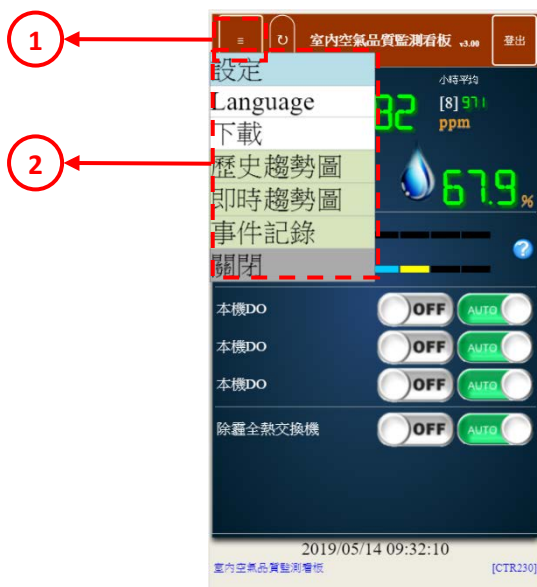 1
≡ ↻ 室內空氣品質監測看板 v3.00 登出
設定
Language
下載
歷史趨勢圖
即時趨勢圖
事件記錄
關閉
2
小時平均
[8] 971
ppm
67.9 %
?
本機DO OFF AUTO
本機DO OFF AUTO
本機DO OFF AUTO
除霾全熱交換機 OFF AUTO
2019/05/14 09:32:10
室內空氣品質監測看板 [CTR230]